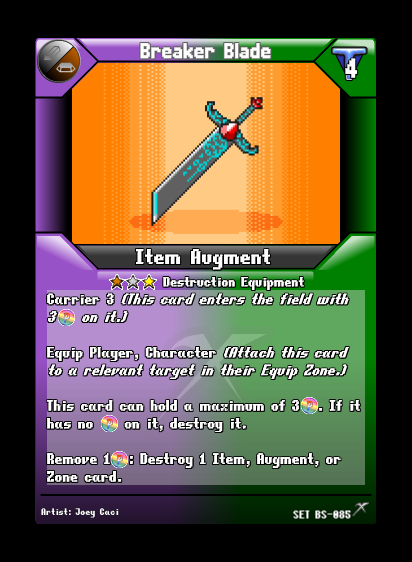 Breaker Blade
2
4
Item Augment
Destruction Equipment
Carrier 3 (This card enters the field with
3 on it.)
Equip Player, Character (Attach this card
to a relevant target in their Equip Zone.)
This card can hold a maximum of 3. If it
has no on it, destroy it.
Remove 1: Destroy 1 Item, Augment, or
Zone card.
Artist: Joey Caci
SET BS-085